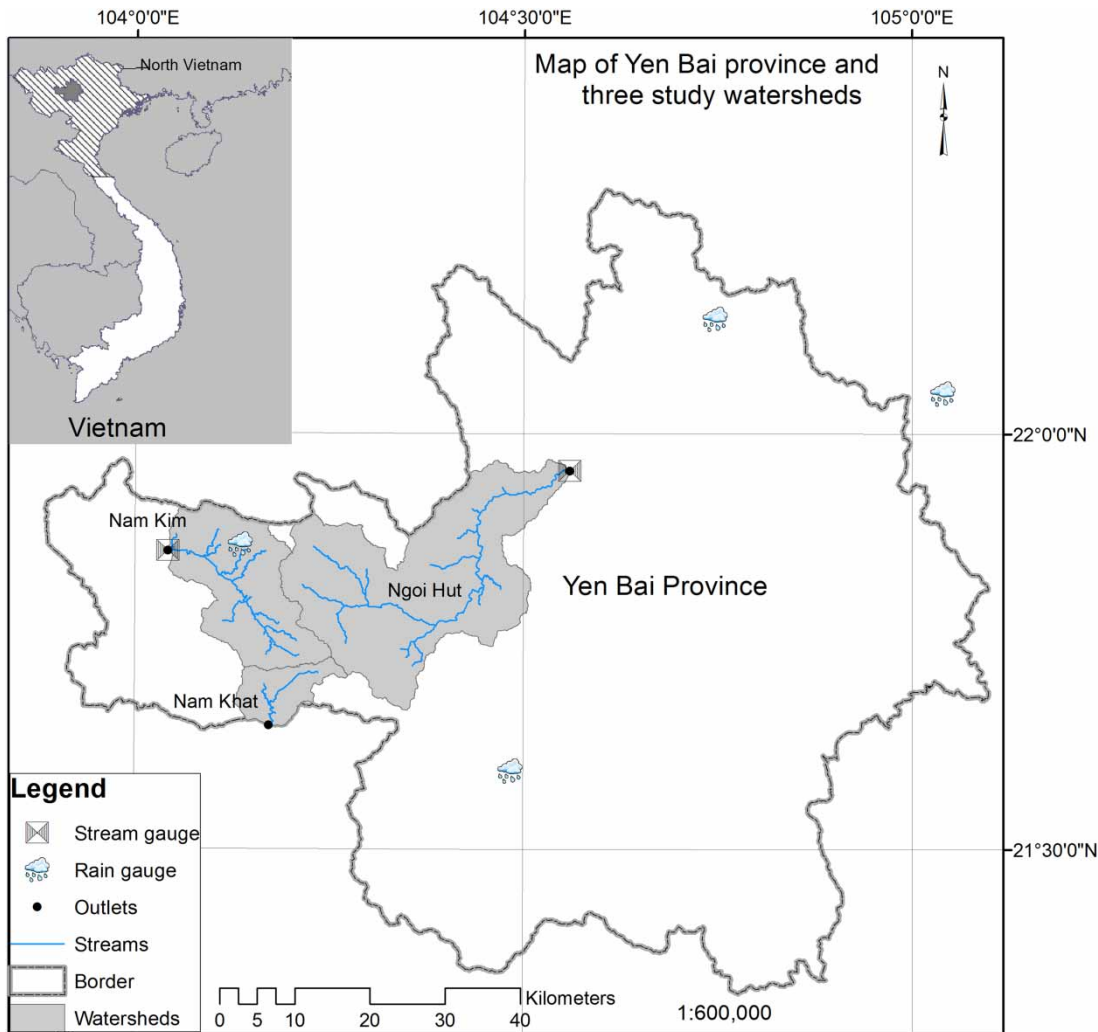 104°0'0"E
104°30'0"E
105°0'0"E
North Vietnam
Map of Yen Bai province and
three study watersheds
N
Vietnam
22°0'0"N
Nam Kim
Ngoi Hut
Yen Bai Province
Nam Khat
21°30'0"N
Legend
Stream gauge
Rain gauge
Outlets
Streams
Border
Watersheds
Kilometers
0 5 10 20 30 40
1:600,000